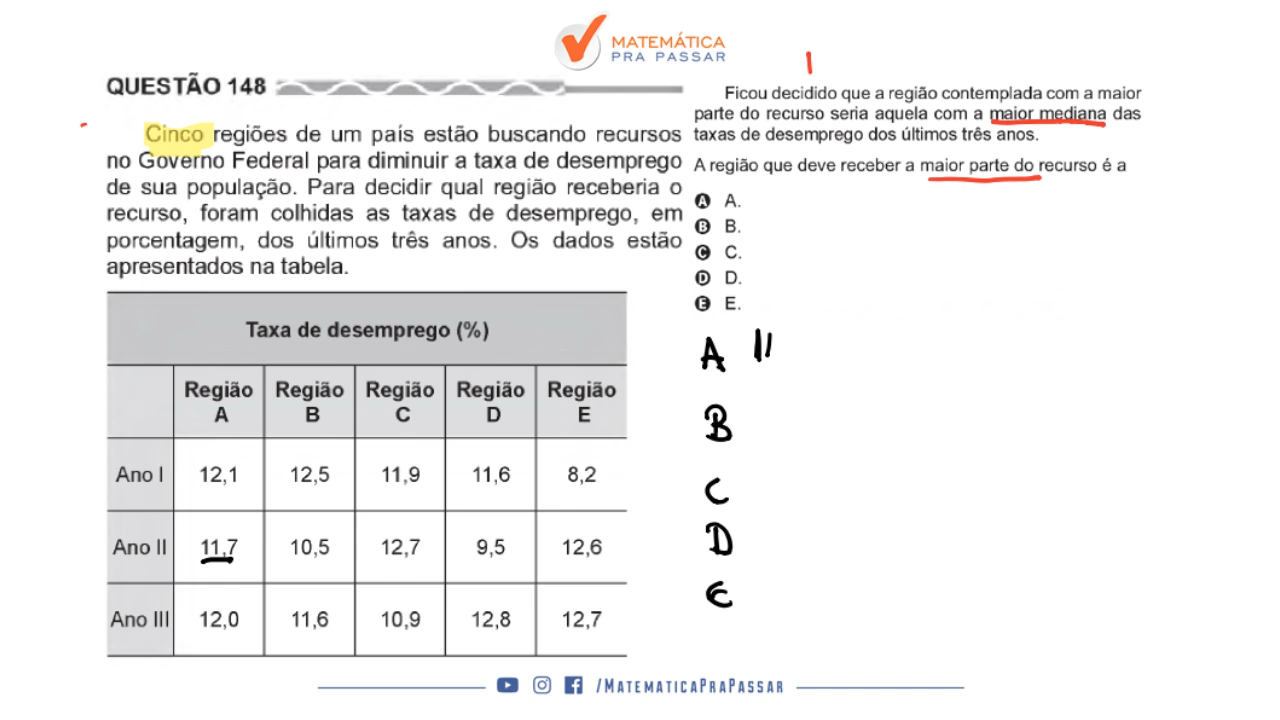 MATEMÁTICA
PRA PASSAR
QUESTÃO 148
Cinco regiões de um país estão buscando recursos
no Governo Federal para diminuir a taxa de desemprego
de sua população. Para decidir qual região receberia o
recurso, foram colhidas as taxas de desemprego, em
porcentagem, dos últimos três anos. Os dados estão
apresentados na tabela.
Taxa de desemprego (%)
Região A Região B Região C Região D Região E
Ano I 12,1 12,5 11,9 11,6 8,2
Ano II 11,7 10,5 12,7 9,5 12,6
Ano III 12,0 11,6 10,9 12,8 12,7
Ficou decidido que a região contemplada com a maior
parte do recurso seria aquela com a maior mediana das
taxas de desemprego dos últimos três anos.
A região que deve receber a maior parte do recurso é a
A A.
B B.
C C.
D D.
E E.
A 11
B
C
D
E
/MATEMATICAPRAPASSAR